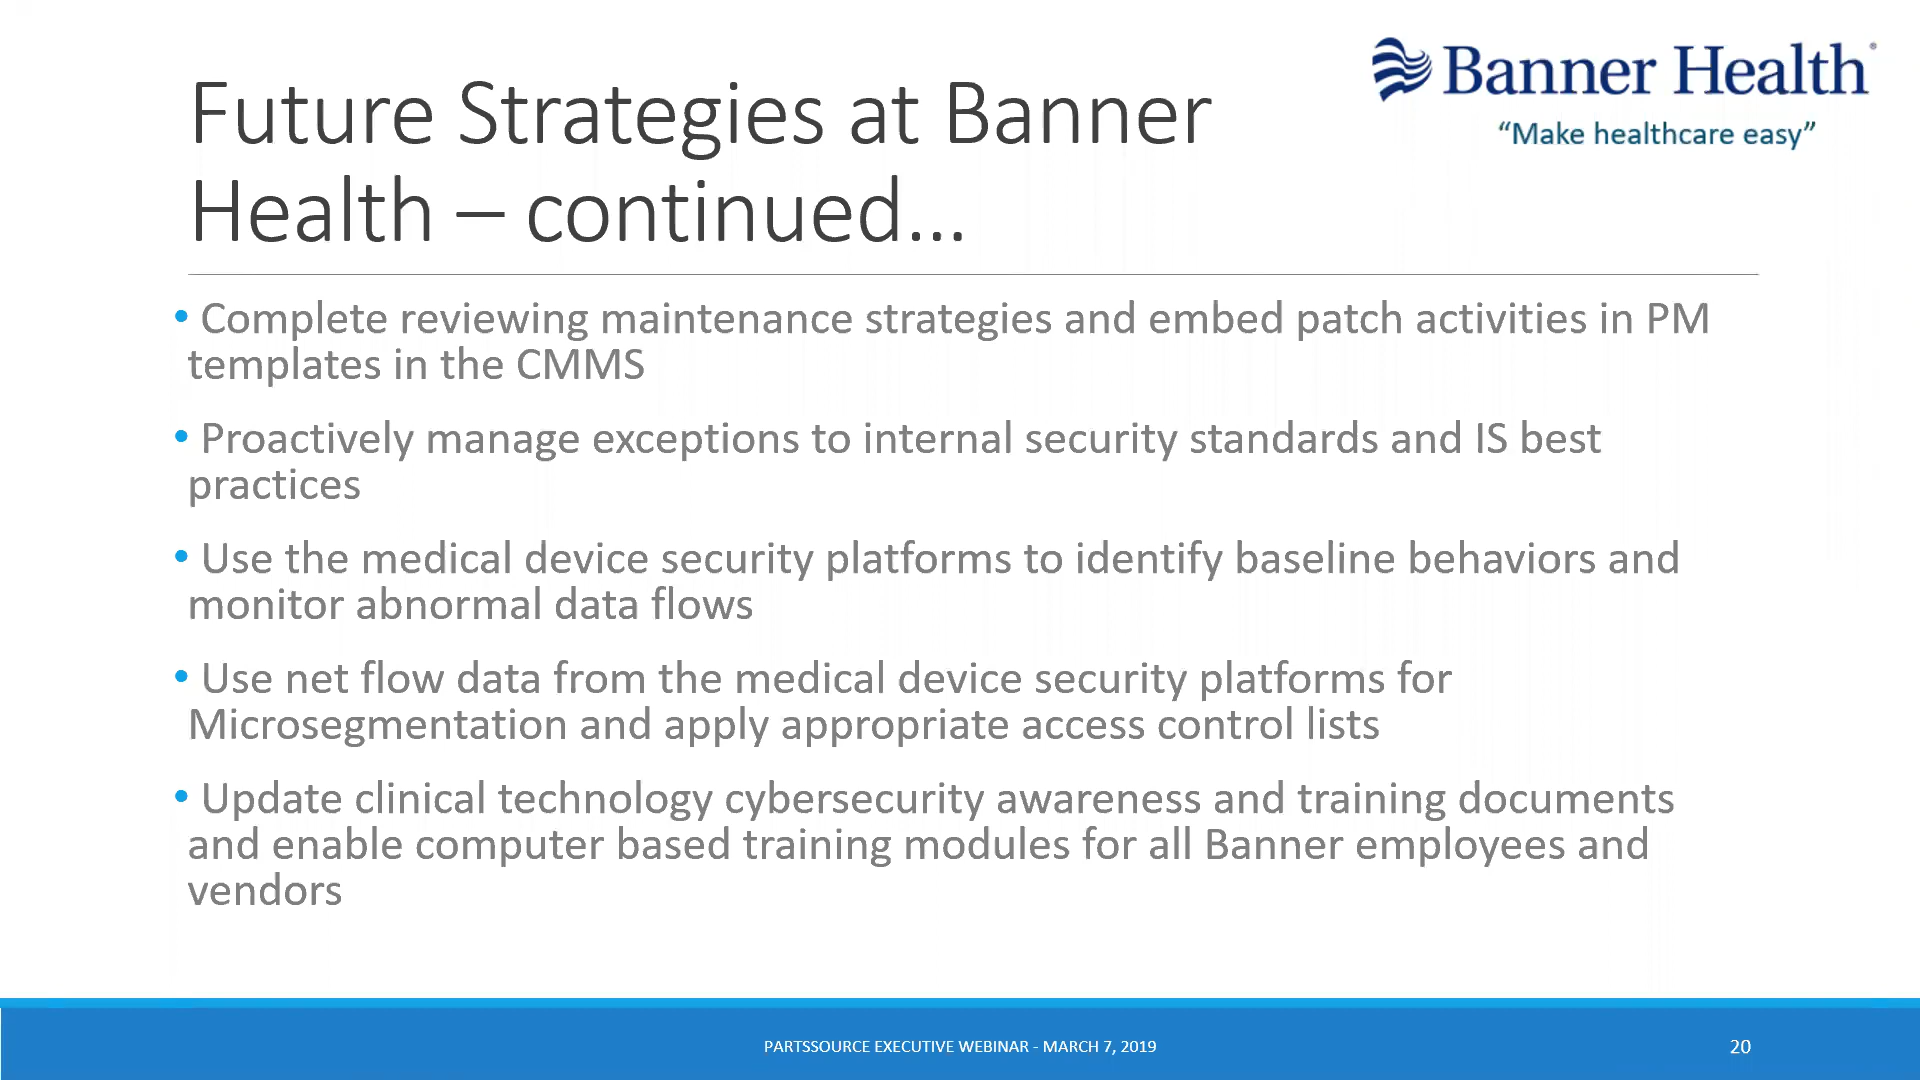 Banner Health®
“Make healthcare easy”
Future Strategies at Banner
Health – continued…
• Complete reviewing maintenance strategies and embed patch activities in PM
templates in the CMMS
• Proactively manage exceptions to internal security standards and IS best
practices
• Use the medical device security platforms to identify baseline behaviors and
monitor abnormal data flows
• Use net flow data from the medical device security platforms for
Microsegmentation and apply appropriate access control lists
• Update clinical technology cybersecurity awareness and training documents
and enable computer based training modules for all Banner employees and
vendors
PARTSSOURCE EXECUTIVE WEBINAR - MARCH 7, 2019
20